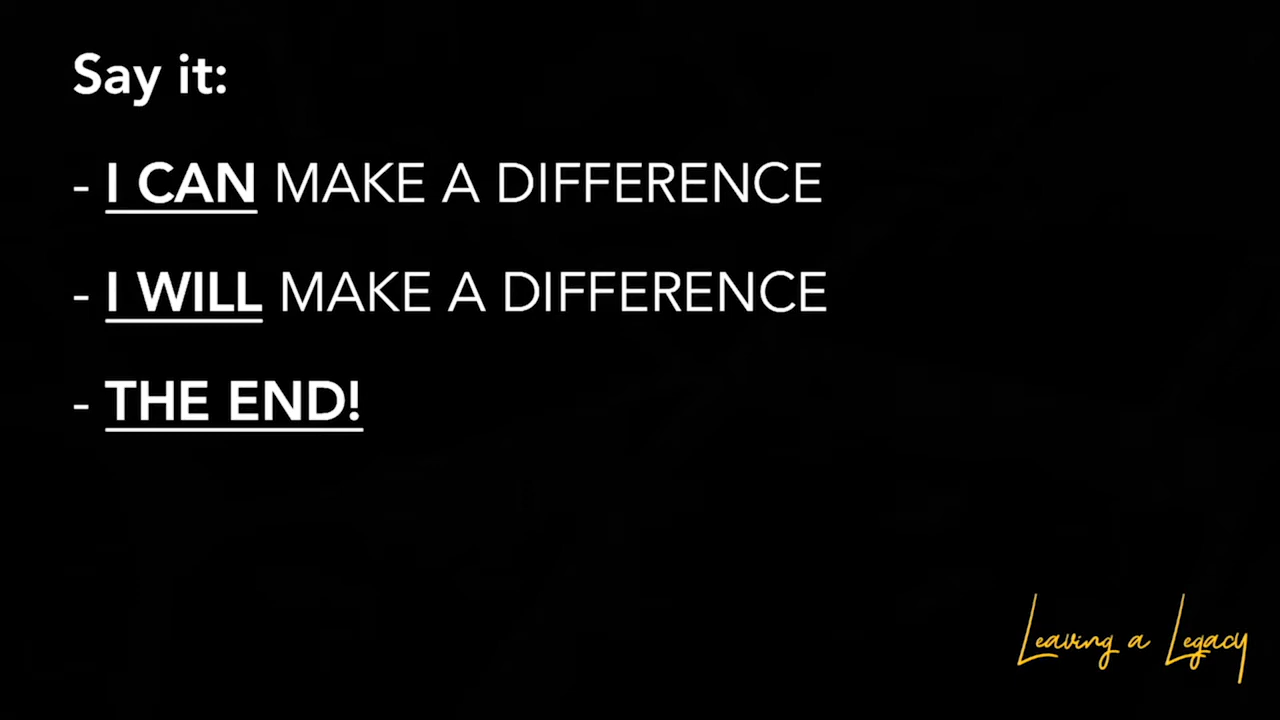 Say it:
- I CAN MAKE A DIFFERENCE
- I WILL MAKE A DIFFERENCE
- THE END!
Leaving a Legacy